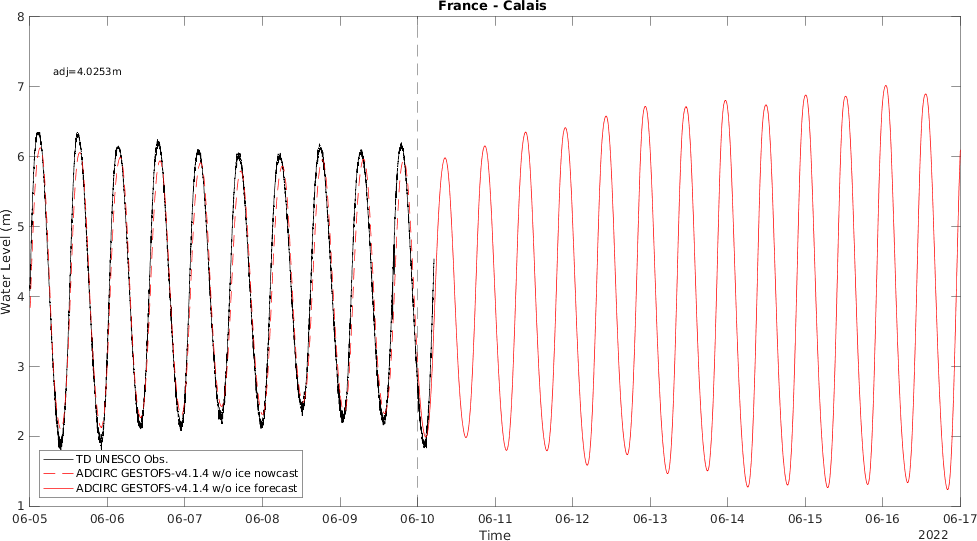 France - Calais
8
adj=4.0253m
7
6
5
4
3
2
1
Water Level (m)
TD UNESCO Obs.
ADCIRC GESTOFS-v4.1.4 w/o ice nowcast
ADCIRC GESTOFS-v4.1.4 w/o ice forecast
06-05 06-06 06-07 06-08 06-09 06-10 06-11 06-12 06-13 06-14 06-15 06-16 06-17
Time
2022